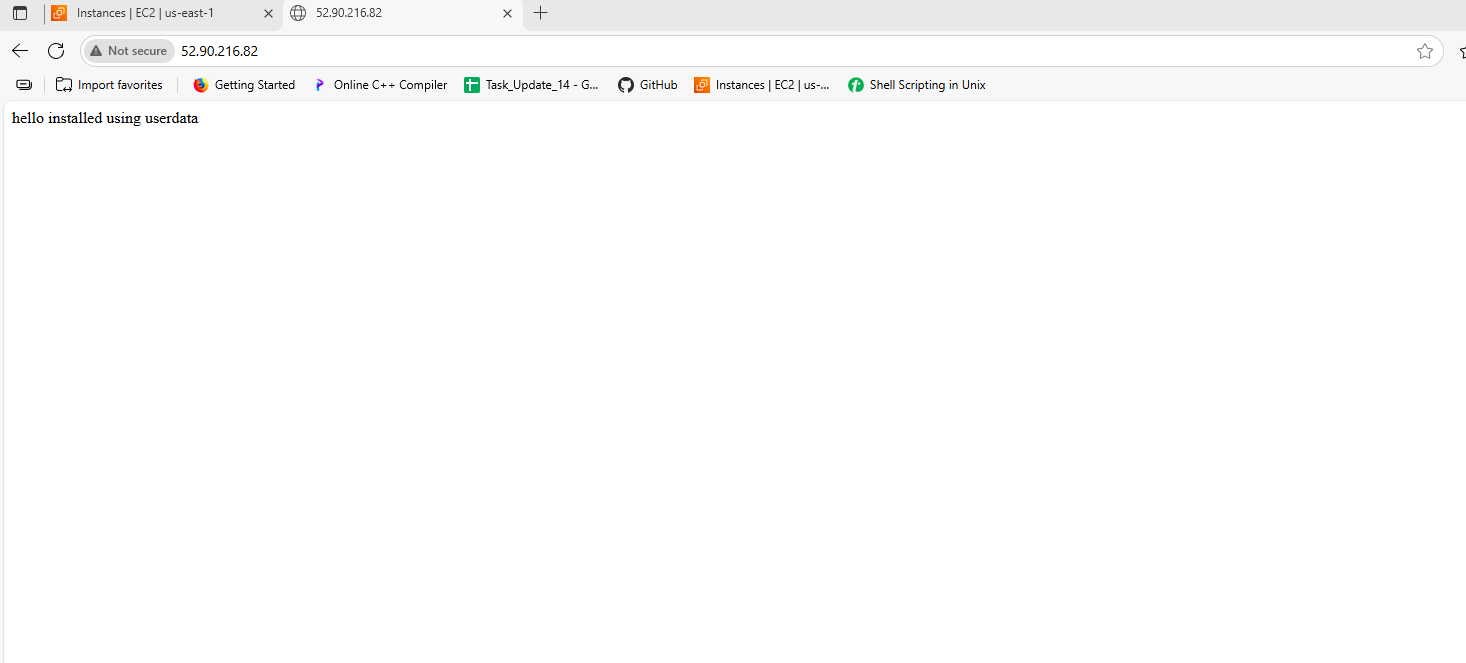 Instances | EC2 | us-east-1
52.90.216.82
Not secure
52.90.216.82
Import favorites
Getting Started
Online C++ Compiler
Task_Update_14 - G...
GitHub
Instances | EC2 | us-...
Shell Scripting in Unix
hello installed using userdata